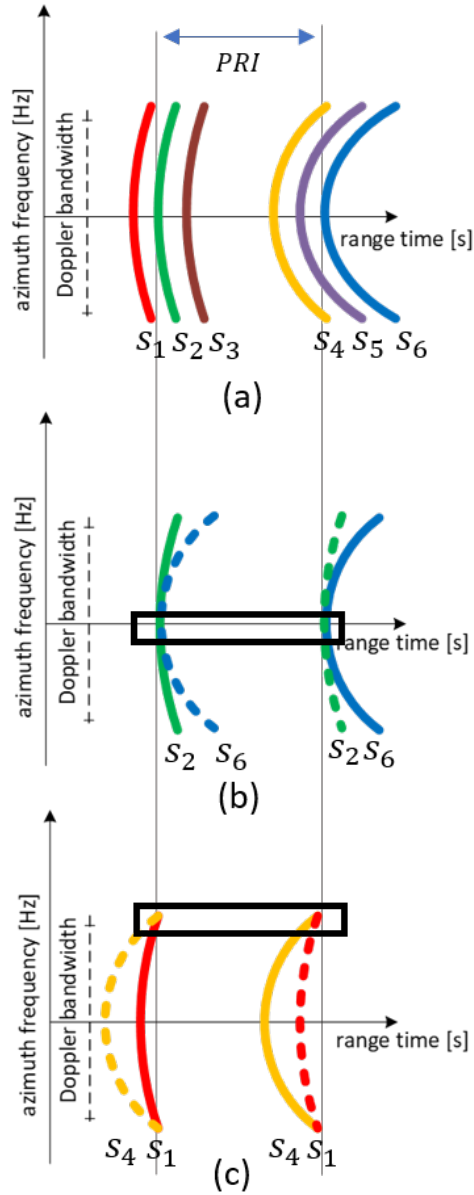 PRI
azimuth frequency [Hz]
Doppler bandwidth
range time [s]
S₁ S₂ S₃ S₄ S₅ S₆
(a)
azimuth frequency [Hz]
Doppler bandwidth
range time [s]
S₂ S₆ S₂ S₆
(b)
azimuth frequency [Hz]
Doppler bandwidth
range time [s]
S₄ S₁ S₄ S₁
(c)